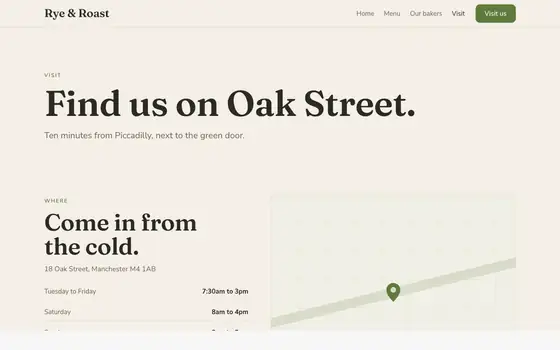 Rye & Roast
Home Menu Our bakers Visit Visit us
VISIT
Find us on Oak Street.
Ten minutes from Piccadilly, next to the green door.
WHERE
Come in from
the cold.
18 Oak Street, Manchester M4 1AB
Tuesday to Friday 7:30am to 3pm
Saturday 8am to 4pm